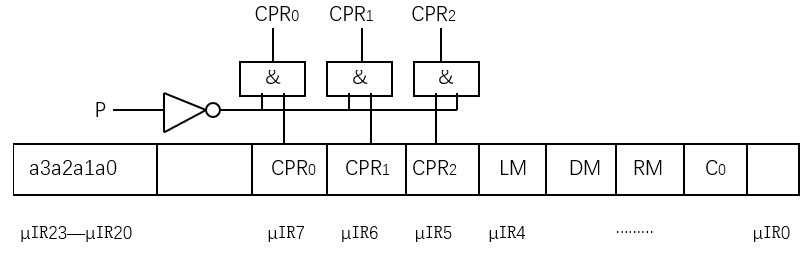 CPR₀ CPR₁ CPR₂
& & &
P
a3a2a1a0 CPR₀ CPR₁ CPR₂ LM DM RM C₀
μIR23—μIR20 μIR7 μIR6 μIR5 μIR4 ……… μIR0